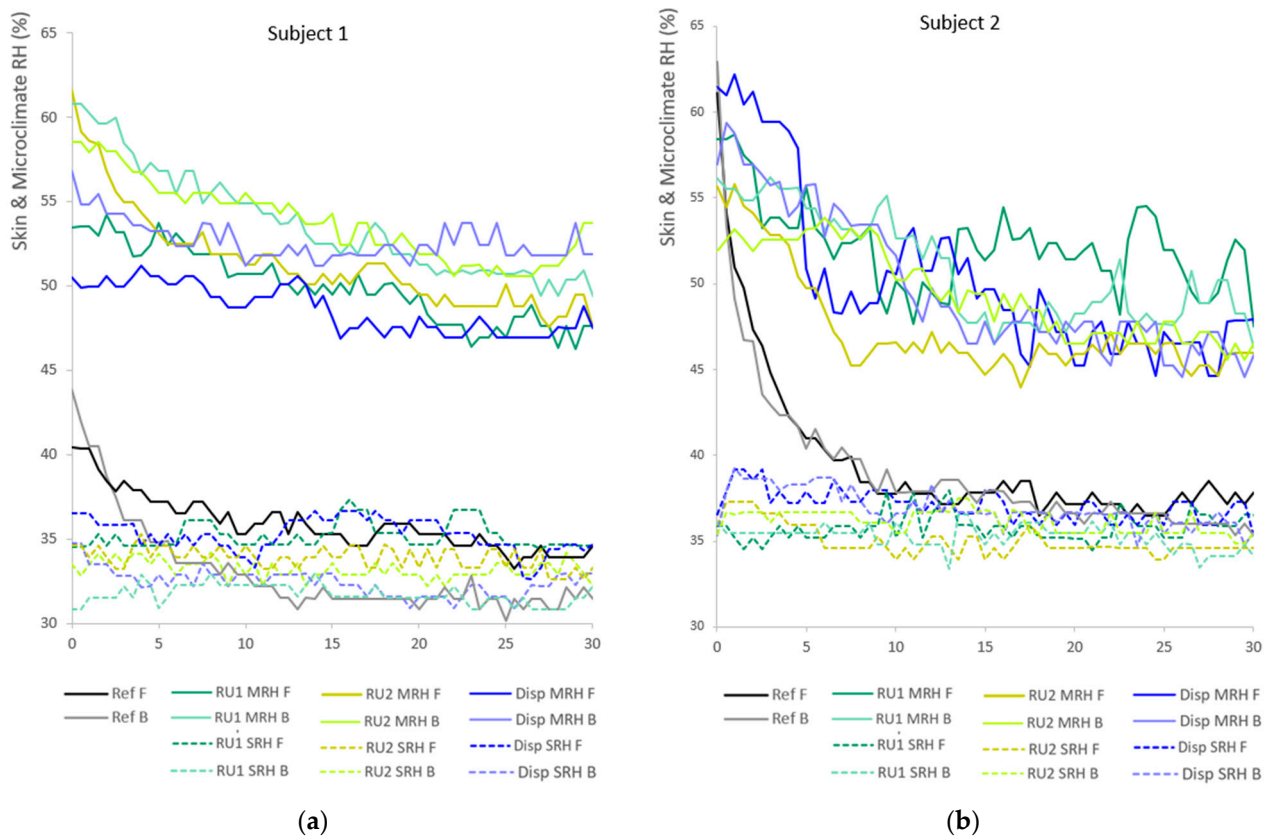 Subject 1
Skin & Microclimate RH (%)
65
60
55
50
45
40
35
30
0 5 10 15 20 25 30
Ref F RU1 MRH F RU2 MRH F Disp MRH F
Ref B RU1 MRH B RU2 MRH B Disp MRH B
RU1 SRH F RU2 SRH F Disp SRH F
RU1 SRH B RU2 SRH B Disp SRH B
(a)
Subject 2
Skin & Microclimate RH (%)
65
60
55
50
45
40
35
30
0 5 10 15 20 25 30
Ref F RU1 MRH F RU2 MRH F Disp MRH F
Ref B RU1 MRH B RU2 MRH B Disp MRH B
RU1 SRH F RU2 SRH F Disp SRH F
RU1 SRH B RU2 SRH B Disp SRH B
(b)